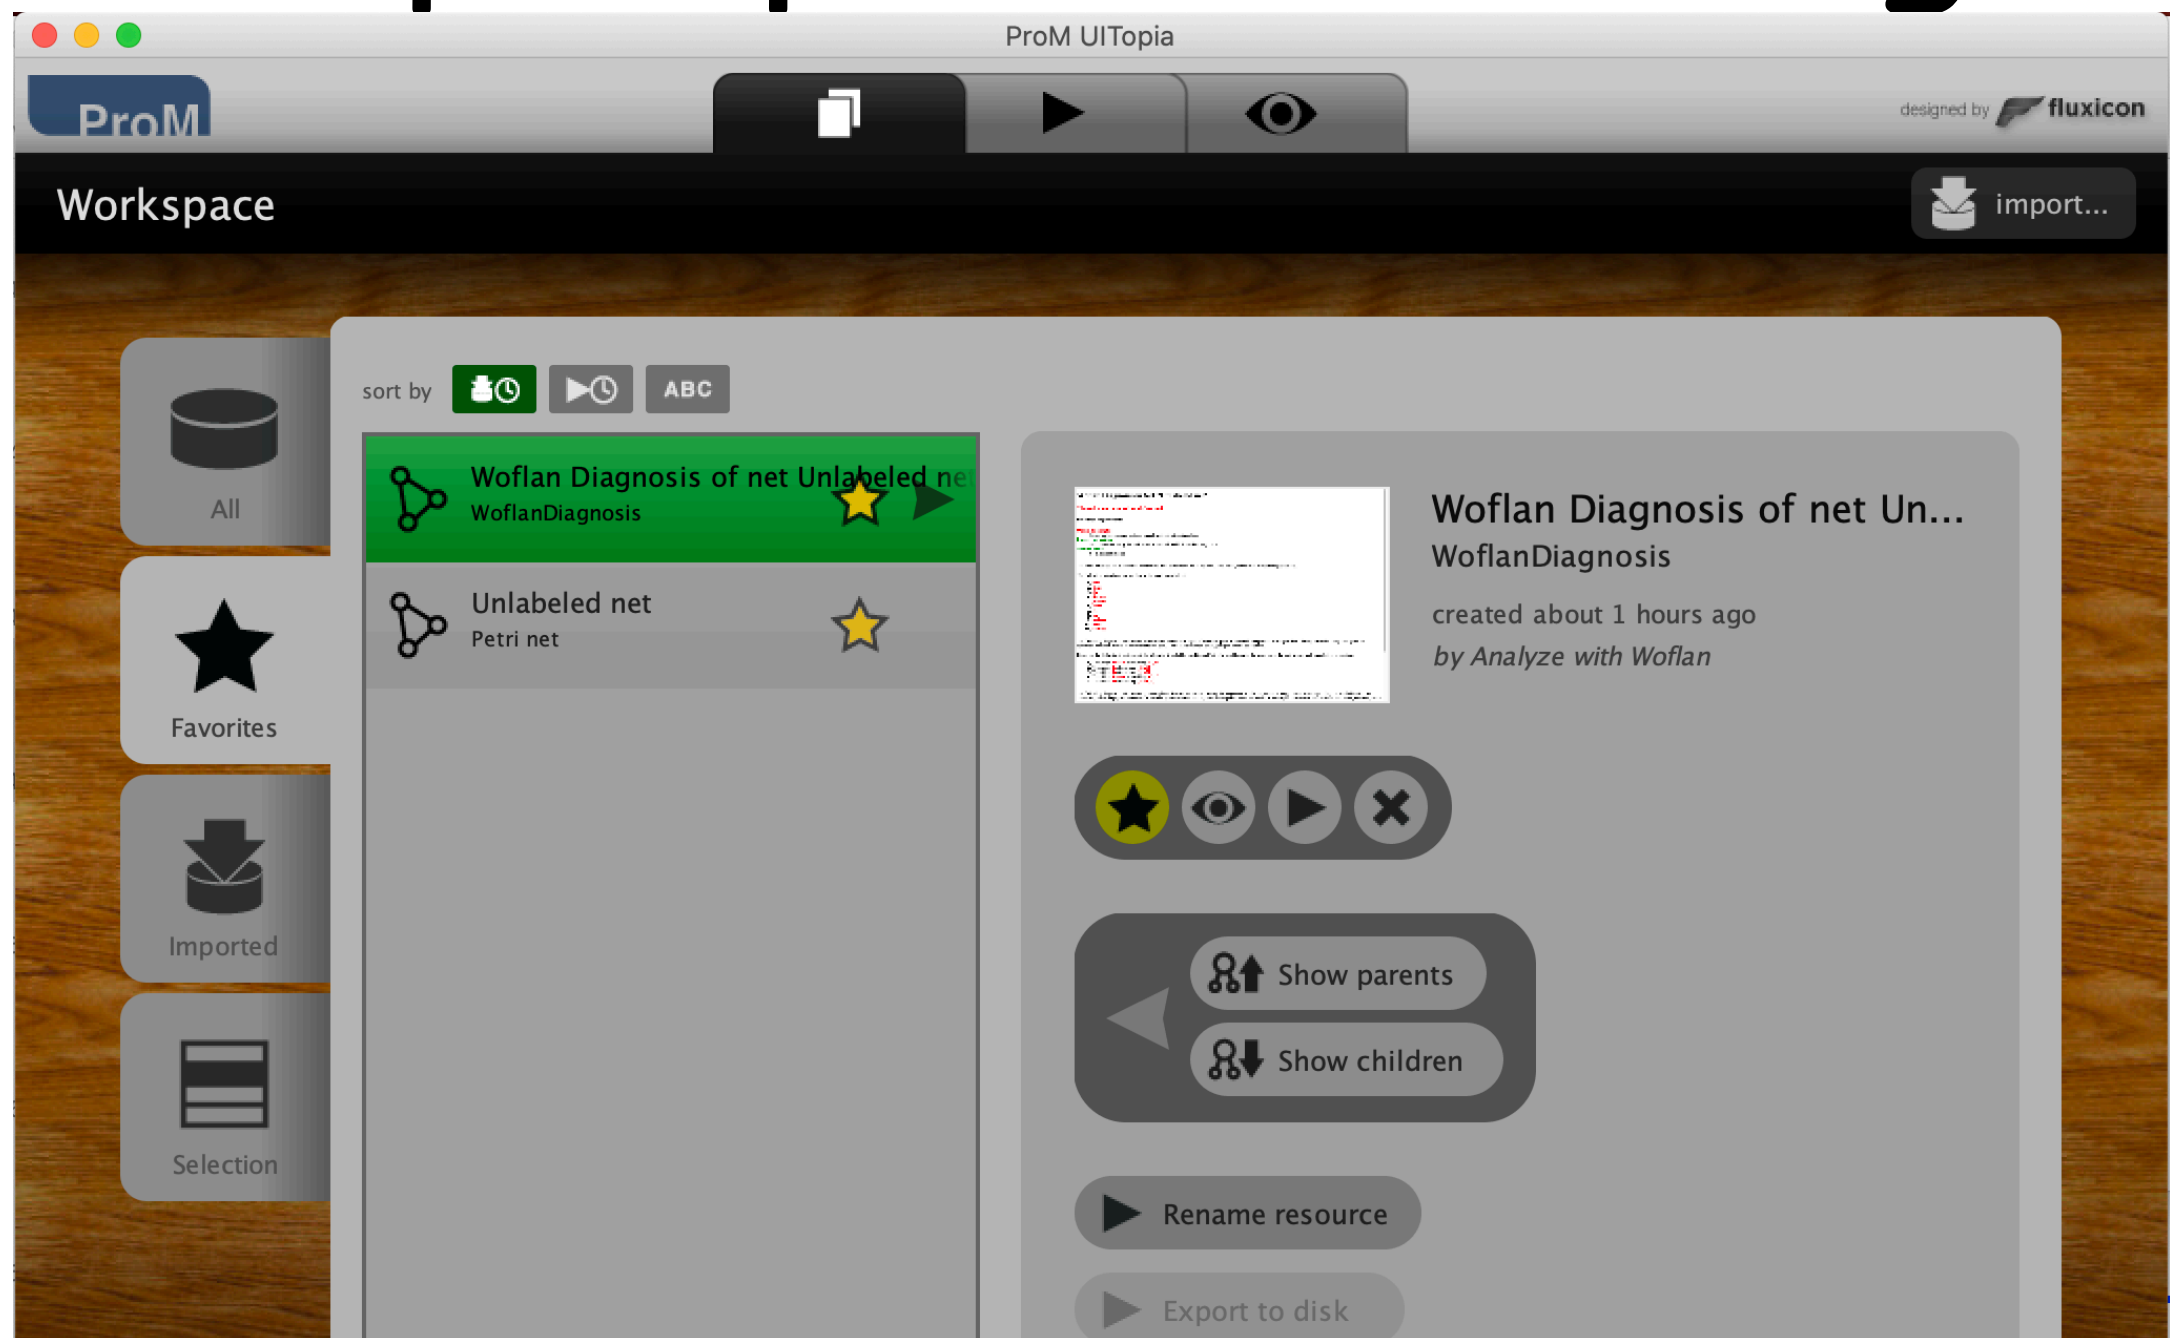 ProM UITopia
ProM
designed by fluxicon
Workspace
import...
sort by
ABC
All
Favorites
Imported
Selection
Woflan Diagnosis of net Unlabeled ne
WoflanDiagnosis
Unlabeled net
Petri net
Woflan Diagnosis of net Un...
WoflanDiagnosis
created about 1 hours ago
by Analyze with Woflan
Show parents
Show children
Rename resource
Export to disk